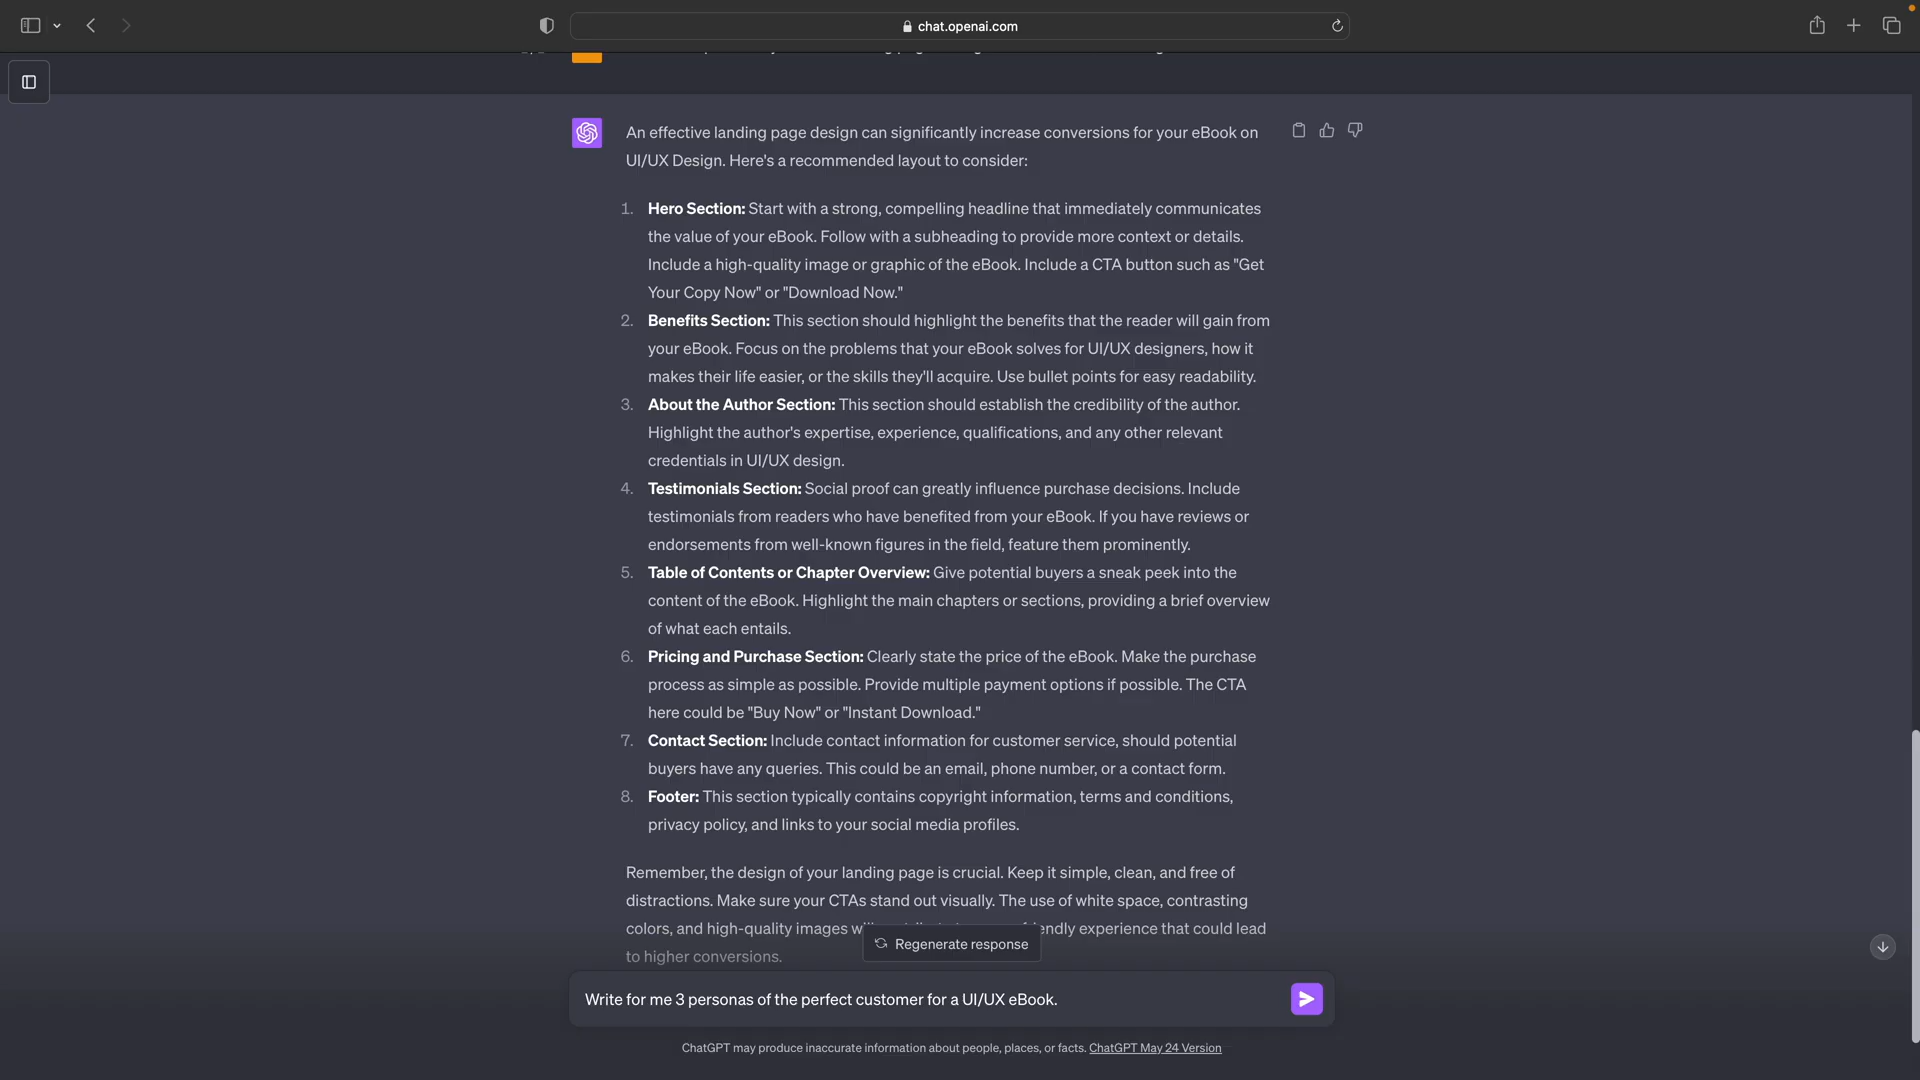 chat.openai.com
An effective landing page design can significantly increase conversions for your eBook on
UI/UX Design. Here's a recommended layout to consider:
1. Hero Section: Start with a strong, compelling headline that immediately communicates
the value of your eBook. Follow with a subheading to provide more context or details.
Include a high-quality image or graphic of the eBook. Include a CTA button such as "Get
Your Copy Now" or "Download Now."
2. Benefits Section: This section should highlight the benefits that the reader will gain from
your eBook. Focus on the problems that your eBook solves for UI/UX designers, how it
makes their life easier, or the skills they'll acquire. Use bullet points for easy readability.
3. About the Author Section: This section should establish the credibility of the author.
Highlight the author's expertise, experience, qualifications, and any other relevant
credentials in UI/UX design.
4. Testimonials Section: Social proof can greatly influence purchase decisions. Include
testimonials from readers who have benefited from your eBook. If you have reviews or
endorsements from well-known figures in the field, feature them prominently.
5. Table of Contents or Chapter Overview: Give potential buyers a sneak peek into the
content of the eBook. Highlight the main chapters or sections, providing a brief overview
of what each entails.
6. Pricing and Purchase Section: Clearly state the price of the eBook. Make the purchase
process as simple as possible. Provide multiple payment options if possible. The CTA
here could be "Buy Now" or "Instant Download."
7. Contact Section: Include contact information for customer service, should potential
buyers have any queries. This could be an email, phone number, or a contact form.
8. Footer: This section typically contains copyright information, terms and conditions,
privacy policy, and links to your social media profiles.
Remember, the design of your landing page is crucial. Keep it simple, clean, and free of
distractions. Make sure your CTAs stand out visually. The use of white space, contrasting
colors, and high-quality images experience that could lead
Regenerate response
to higher conversions.
Write for me 3 personas of the perfect customer for a UI/UX eBook.
ChatGPT may produce inaccurate information about people, places, or facts. ChatGPT May 24 Version